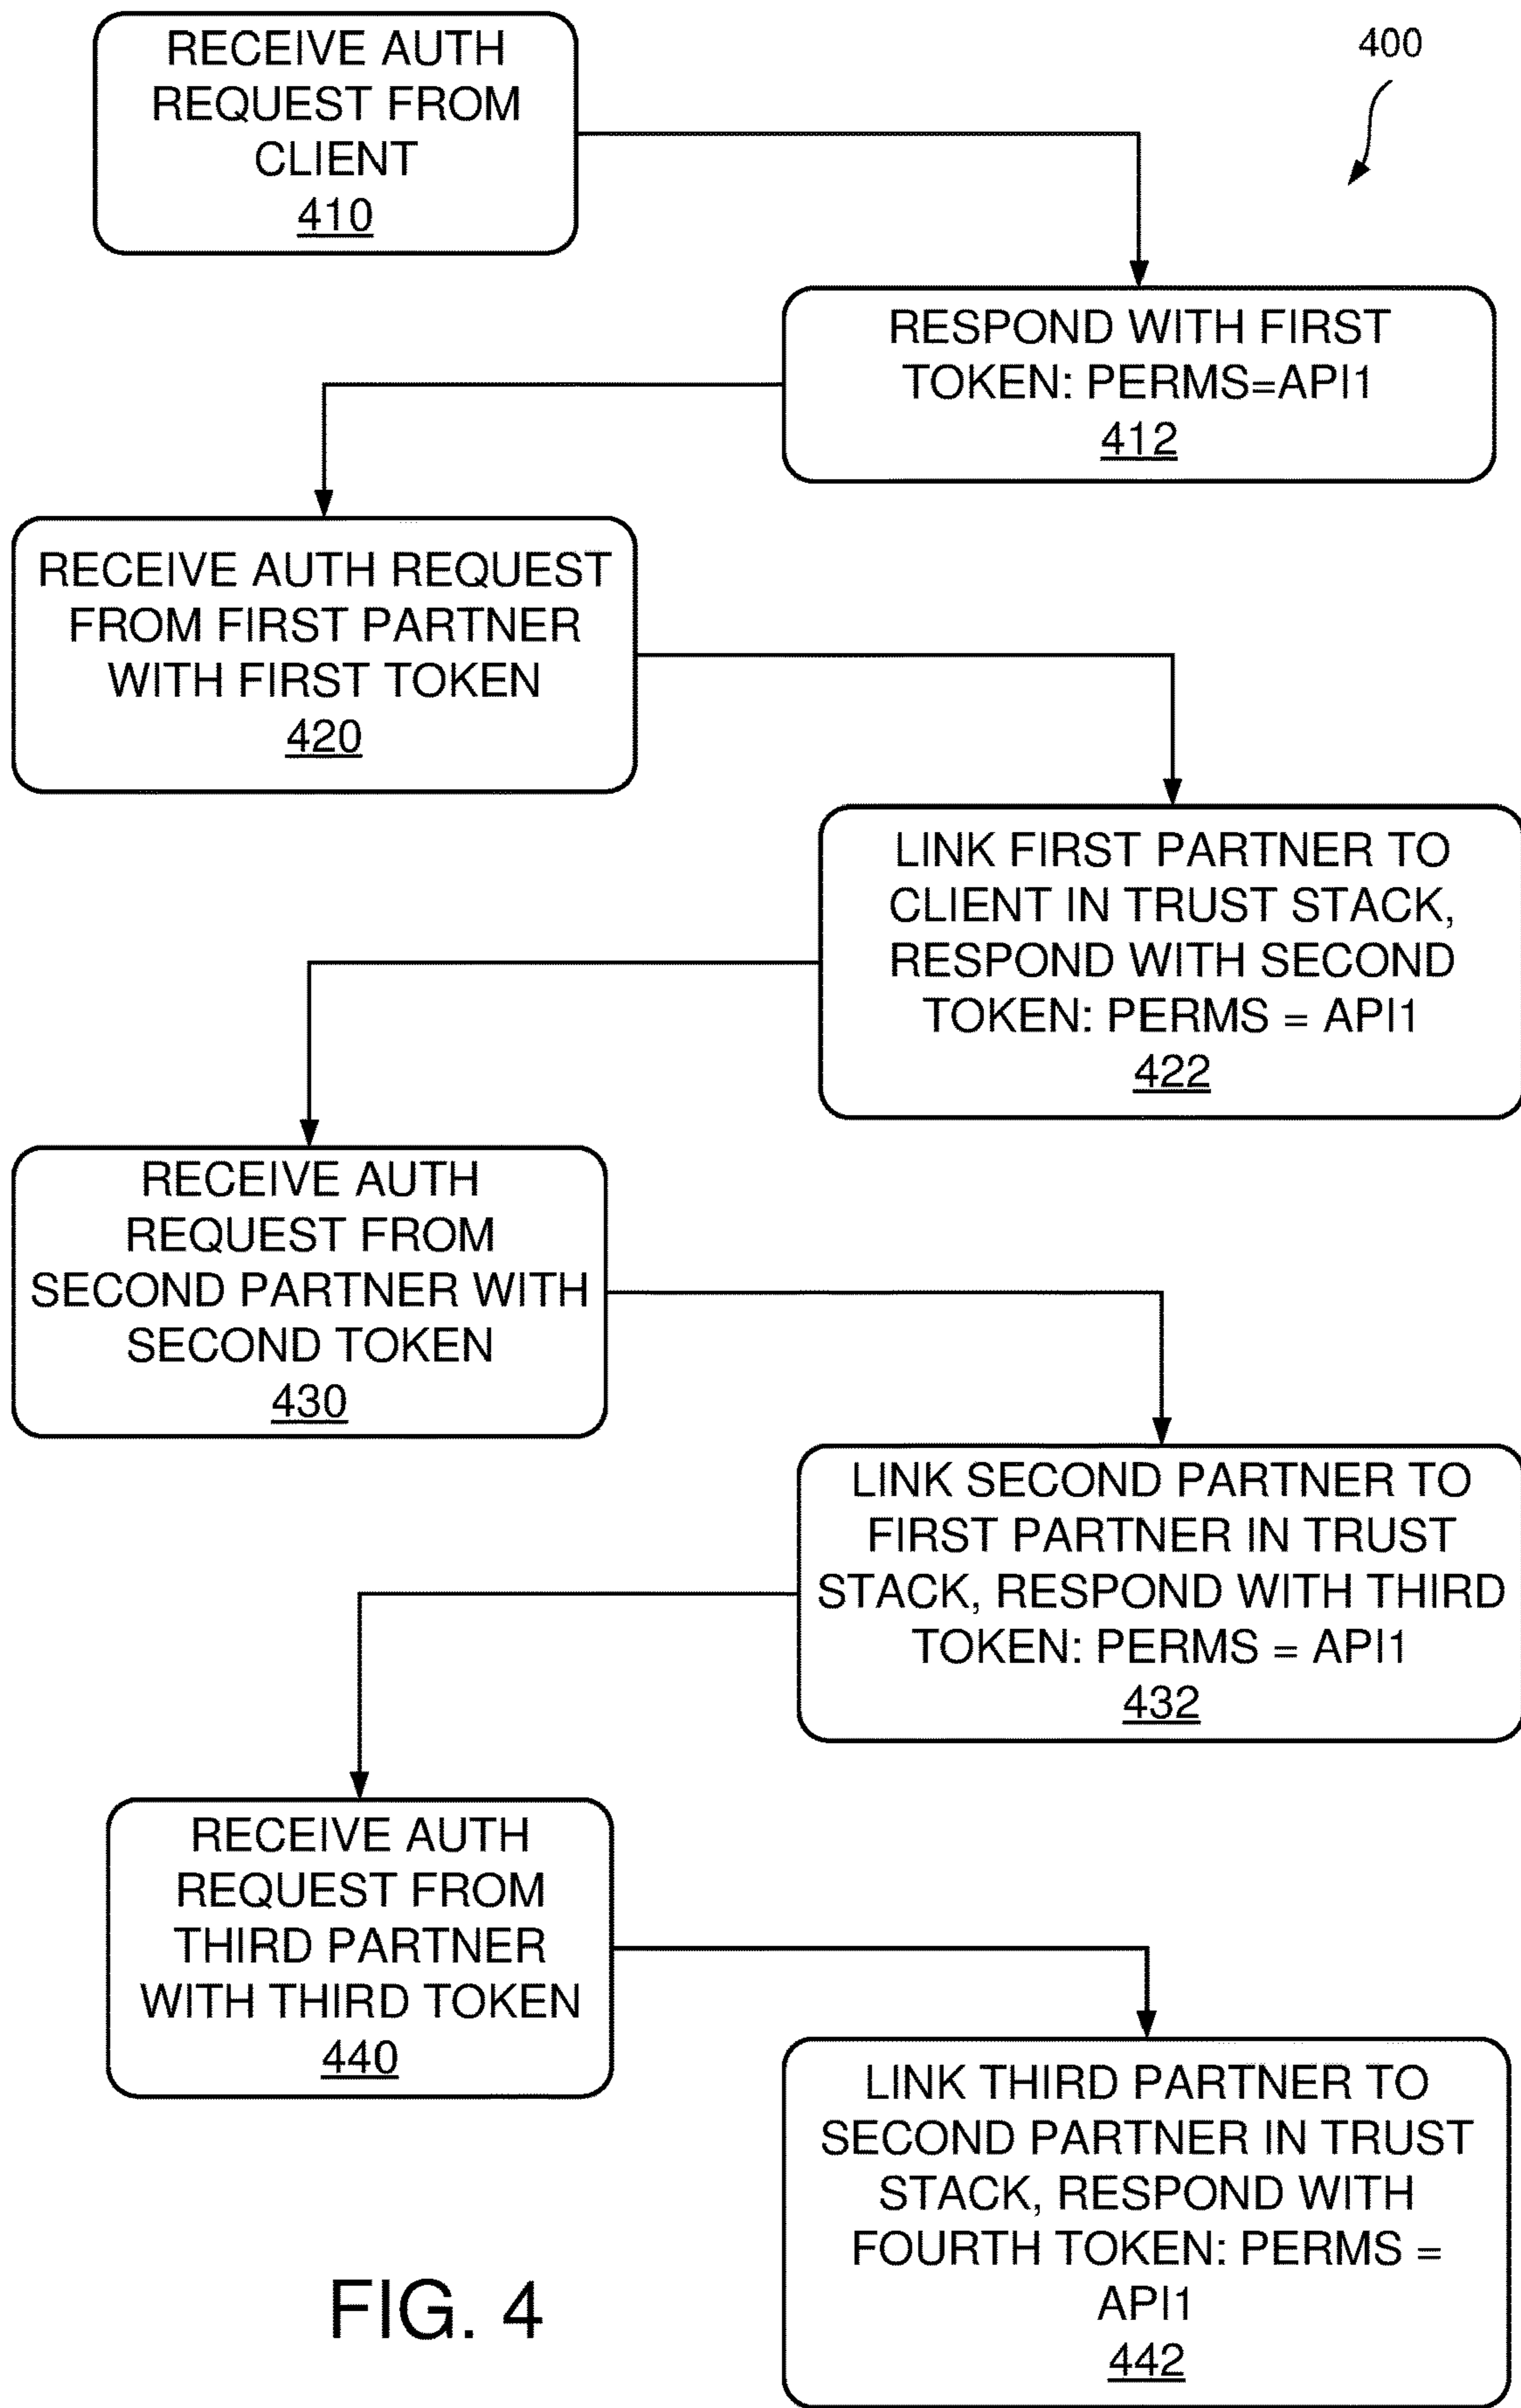 RECEIVE AUTH
REQUEST FROM
CLIENT
410
400
RESPOND WITH FIRST
TOKEN: PERMS=API1
412
RECEIVE AUTH REQUEST
FROM FIRST PARTNER
WITH FIRST TOKEN
420
LINK FIRST PARTNER TO
CLIENT IN TRUST STACK,
RESPOND WITH SECOND
TOKEN: PERMS = API1
422
RECEIVE AUTH
REQUEST FROM
SECOND PARTNER WITH
SECOND TOKEN
430
LINK SECOND PARTNER TO
FIRST PARTNER IN TRUST
STACK, RESPOND WITH THIRD
TOKEN: PERMS = API1
432
RECEIVE AUTH
REQUEST FROM
THIRD PARTNER
WITH THIRD TOKEN
440
LINK THIRD PARTNER TO
SECOND PARTNER IN TRUST
STACK, RESPOND WITH
FOURTH TOKEN: PERMS =
API1
442
FIG. 4